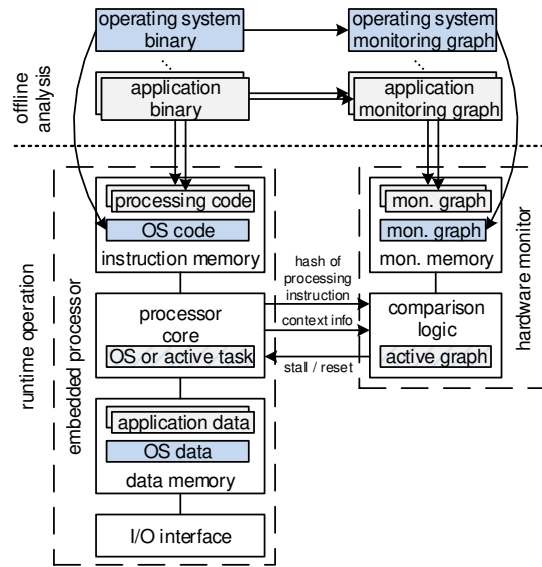 operating system
binary
operating system
monitoring graph
application
binary
application
monitoring graph
offline
analysis
runtime operation
embedded processor
processing code
OS code
instruction memory
mon. graph
mon. graph
mon. memory
hardware monitor
hash of
processing
instruction
context info
stall / reset
processor
core
OS or active task
comparison
logic
active graph
application data
OS data
data memory
I/O interface